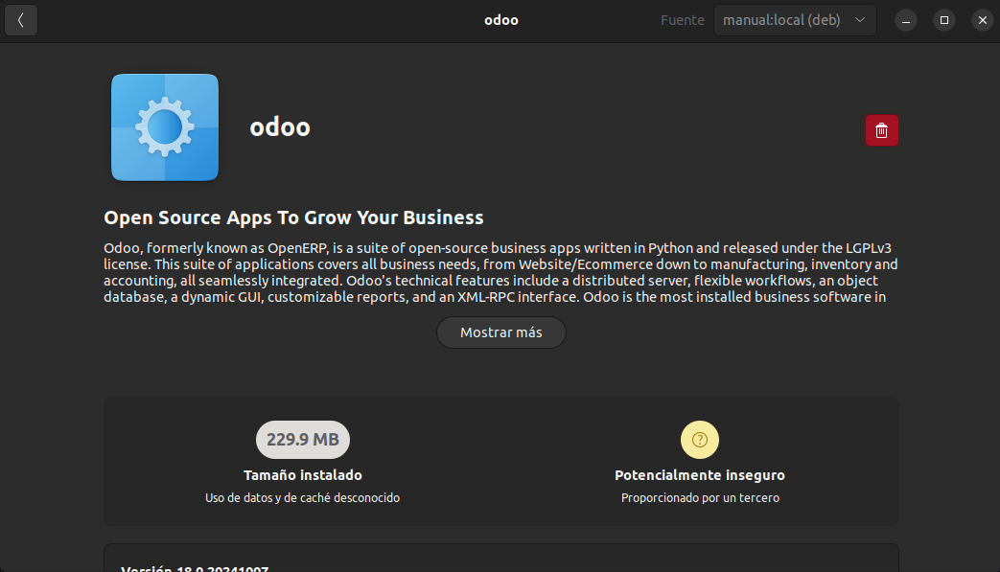 odoo
Fuente
manual:local (deb)
odoo
Open Source Apps To Grow Your Business
Odoo, formerly known as OpenERP, is a suite of open-source business apps written in Python and released under the LGPLv3
license. This suite of applications covers all business needs, from Website/Ecommerce down to manufacturing, inventory and
accounting, all seamlessly integrated. Odoo's technical features include a distributed server, flexible workflows, an object
database, a dynamic GUI, customizable reports, and an XML-RPC interface. Odoo is the most installed business software in
Mostrar más
229.9 MB
Tamaño instalado
Uso de datos y de caché desconocido
?
Potencialmente inseguro
Proporcionado por un tercero
Versión 18.0.20241007